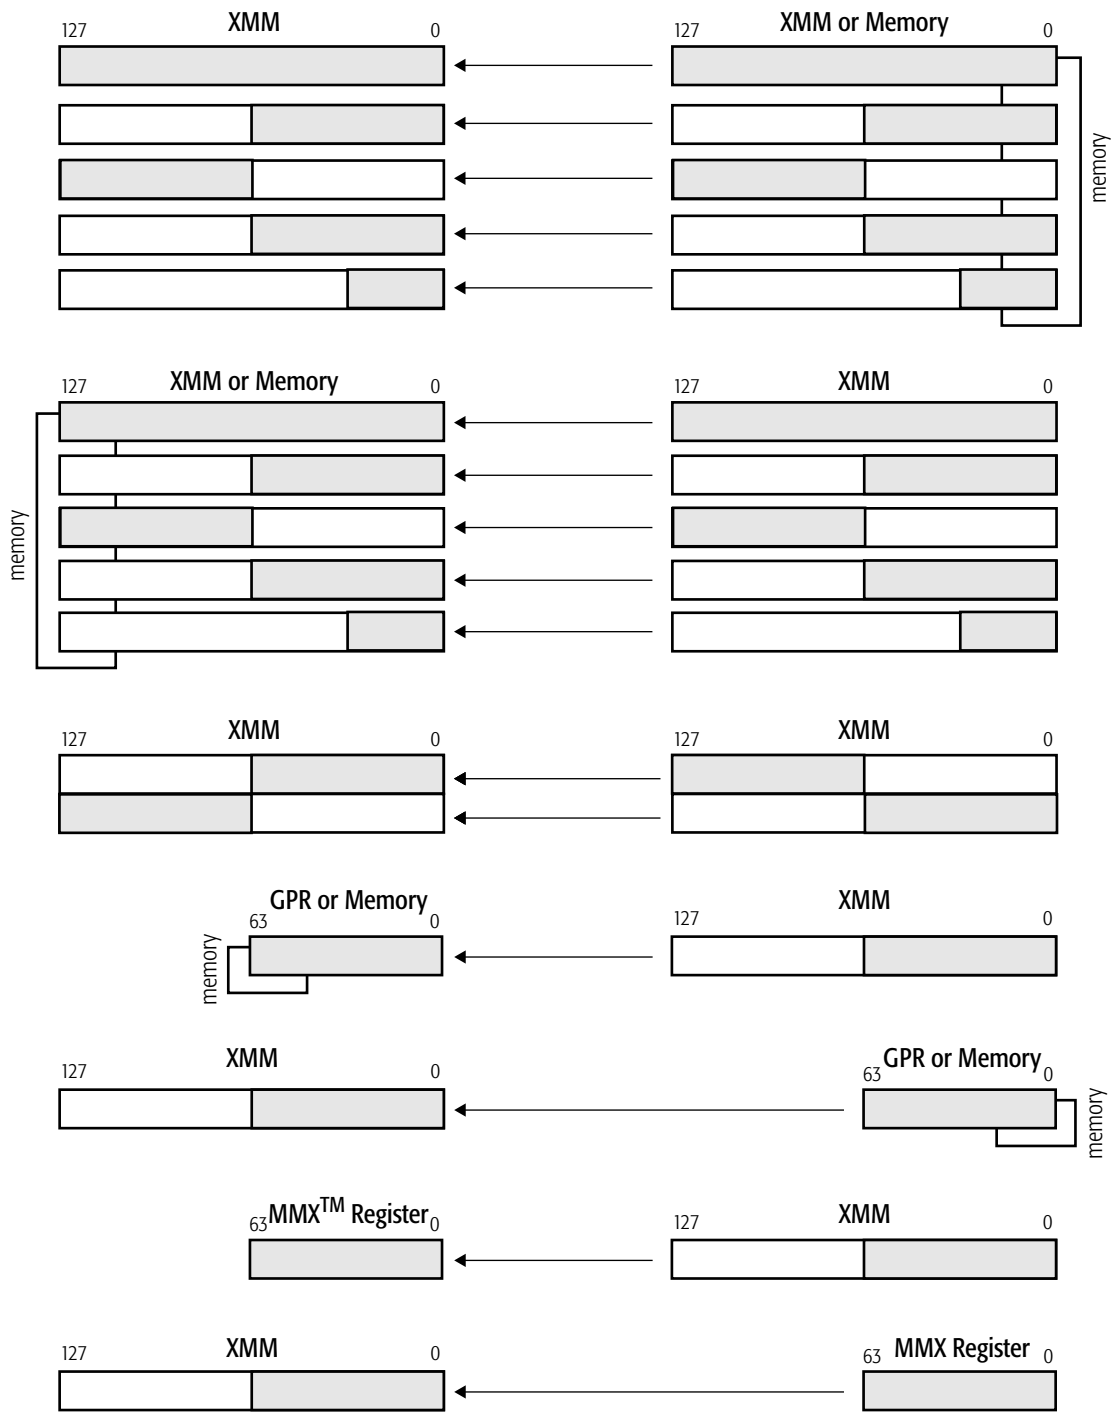 XMM XMM or Memory
127 0 127 0
memory
XMM or Memory XMM
127 0 127 0
memory
XMM XMM
127 0 127 0
GPR or Memory XMM
63 0 127 0
memory
XMM GPR or Memory
127 0 63 0
memory
MMX™ Register XMM
63 0 127 0
XMM MMX Register
127 0 63 0